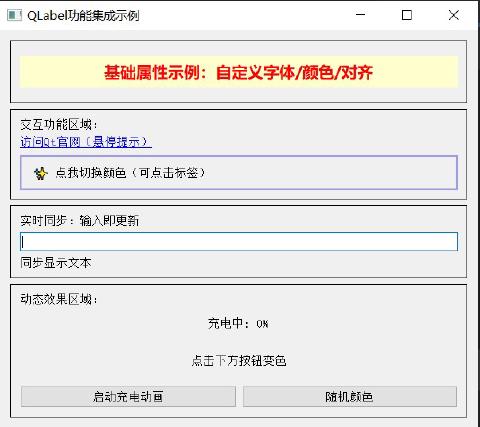 QLabel功能集成示例
基础属性示例：自定义字体/颜色/对齐
交互功能区域：
访问Qt官网（悬停提示）
✨ 点我切换颜色（可点击标签）
实时同步：输入即更新
同步显示文本
动态效果区域：
充电中：0%
点击下方按钮变色
启动充电动画
随机颜色